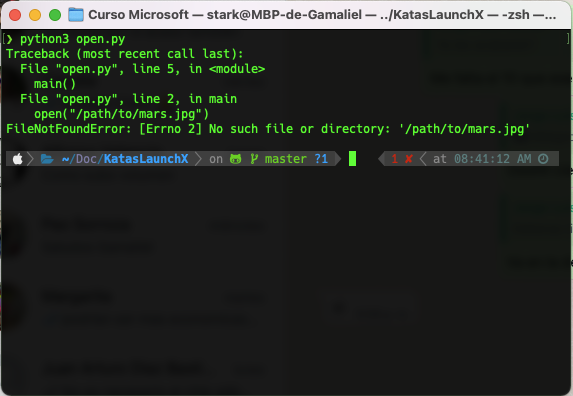 Curso Microsoft — stark@MBP-de-Gamaliel — ../KatasLaunchX — -zsh —...
❯ python3 open.py
Traceback (most recent call last):
  File "open.py", line 5, in <module>
    main()
  File "open.py", line 2, in main
    open("/path/to/mars.jpg")
FileNotFoundError: [Errno 2] No such file or directory: '/path/to/mars.jpg'
~/Doc/KatasLaunchX on master ?1 1 ✘ at 08:41:12 AM